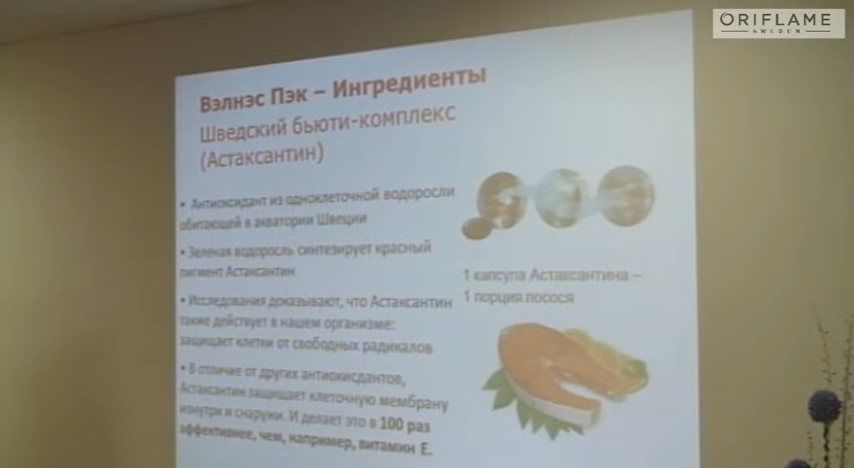 ORIFLAME
SWEDEN
Вэлнэс Пэк – Ингредиенты
Шведский бьюти-комплекс
(Астаксантин)
• Антиоксидант из одноклеточной водоросли
обитающей в акватории Швеции
• Зеленая водоросль синтезирует красный
пигмент Астаксантин
• Исследования доказывают, что Астаксантин
также действует в нашем организме:
защищает клетки от свободных радикалов
• В отличие от других антиокисдантов,
Астаксантин защищает клеточную мембрану
изнутри и снаружи. И делает это в 100 раз
эффективнее, чем, например, витамин Е.
1 капсула Астаксантина –
1 порция лосося